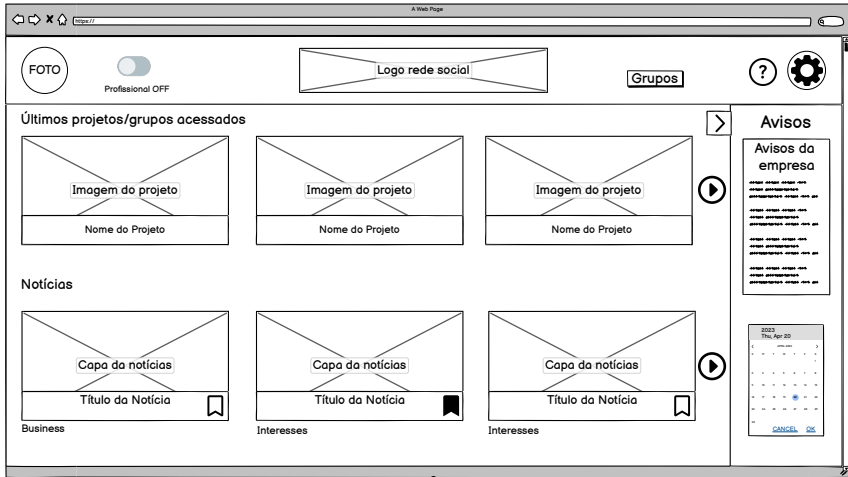 A Web Page
https://
FOTO
Profissional OFF
Logo rede social
Grupos
?
Últimos projetos/grupos acessados
Imagem do projeto
Nome do Projeto
Imagem do projeto
Nome do Projeto
Imagem do projeto
Nome do Projeto
Notícias
Capa da notícias
Título da Notícia
Business
Capa da notícias
Título da Notícia
Interesses
Capa da notícias
Título da Notícia
Interesses
Avisos
Avisos da
empresa
2023
Thu, Apr 20
CANCEL OK